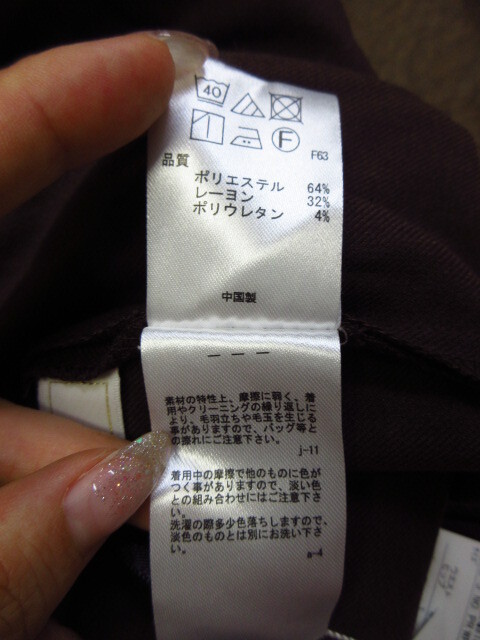 40
F
F63
品質
ポリエステル 64%
レーヨン 32%
ポリウレタン 4%
中国製
素材の特性上、摩擦に弱く、着
用やクリーニングの繰り返しに
より、毛羽立ちや毛玉を生じる
事がありますので、バッグ等と
の擦れにご注意下さい。
j-11
着用中の摩擦で他のものに色が
つく事がありますので、淡い色
との組み合わせにはご注意下さ
い。
洗濯の際多少色落ちしますので、
淡色のものとは別にお洗い下さ
い。
n-4